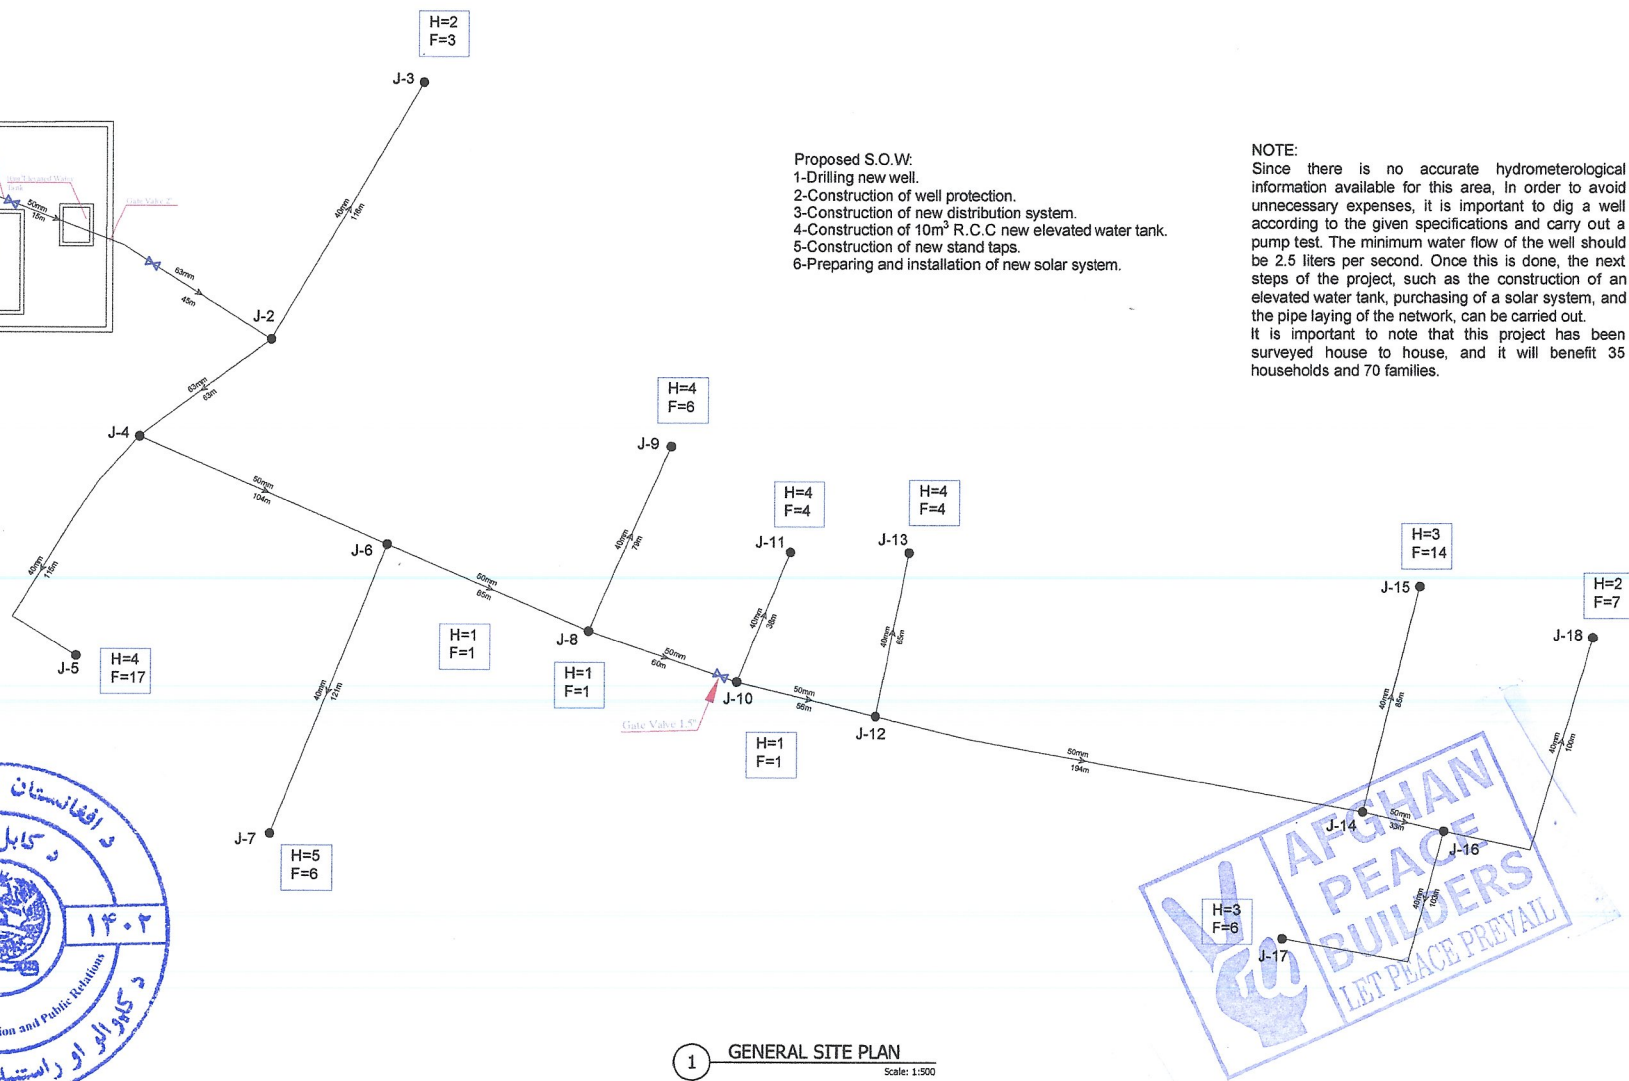 H=2
F=3
J-3
40mm
116m
Proposed S.O.W:
1-Drilling new well.
2-Construction of well protection.
3-Construction of new distribution system.
4-Construction of 10m³ R.C.C new elevated water tank.
5-Construction of new stand taps.
6-Preparing and installation of new solar system.
NOTE:
Since there is no accurate hydrometerological
information available for this area, In order to avoid
unnecessary expenses, it is important to dig a well
according to the given specifications and carry out a
pump test. The minimum water flow of the well should
be 2.5 liters per second. Once this is done, the next
steps of the project, such as the construction of an
elevated water tank, purchasing of a solar system, and
the pipe laying of the network, can be carried out.
It is important to note that this project has been
surveyed house to house, and it will benefit 35
households and 70 families.
Elevated Water
Tank
50mm
15m
Gate Valve 2"
63mm
45m
J-2
63mm
63m
J-4
50mm
104m
40mm
115m
J-5
H=4
F=17
J-6
40mm
121m
J-7
H=5
F=6
50mm
85m
H=1
F=1
J-8
H=4
F=6
J-9
40mm
79m
50mm
60m
H=1
F=1
Gate Valve 1.5"
J-10
H=4
F=4
J-11
40mm
38m
50mm
56m
H=1
F=1
J-12
H=4
F=4
J-13
40mm
65m
50mm
194m
J-14
H=3
F=14
J-15
40mm
85m
50mm
33m
J-16
H=2
F=7
J-18
40mm
100m
40mm
103m
H=3
F=6
J-17
AFGHAN
PEACE
BUILDERS
LET PEACE PREVAIL
د افغانستان
د کابل
۱۴۰۲
ion and Public Relations
1
GENERAL SITE PLAN
Scale: 1:500